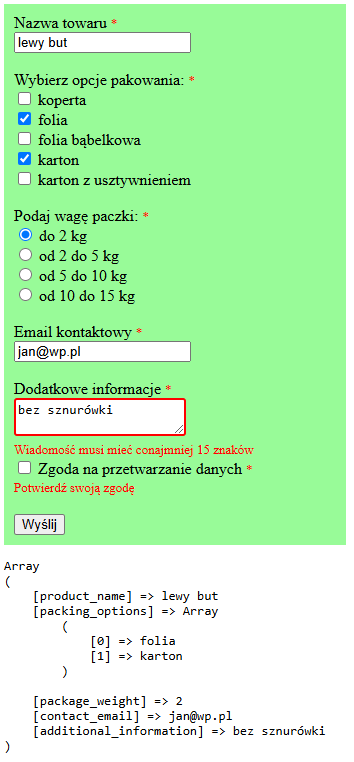 Nazwa towaru *
lewy but
Wybierz opcje pakowania: *
koperta
folia
folia bąbelkowa
karton
karton z usztywnieniem
Podaj wagę paczki: *
do 2 kg
od 2 do 5 kg
od 5 do 10 kg
od 10 do 15 kg
Email kontaktowy *
jan@wp.pl
Dodatkowe informacje *
bez sznurówki
Wiadomość musi mieć conajmniej 15 znaków
Zgoda na przetwarzanie danych *
Potwierdź swoją zgodę
Wyślij
Array
(
    [product_name] => lewy but
    [packing_options] => Array
        (
            [0] => folia
            [1] => karton
        )
    [package_weight] => 2
    [contact_email] => jan@wp.pl
    [additional_information] => bez sznurówki
)